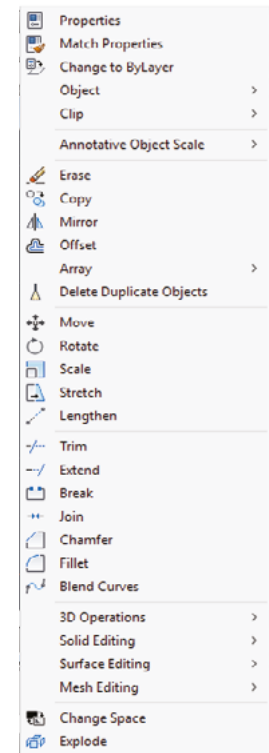 Properties
Match Properties
Change to ByLayer
Object
Clip
Annotative Object Scale
Erase
Copy
Mirror
Offset
Array
Delete Duplicate Objects
Move
Rotate
Scale
Stretch
Lengthen
Trim
Extend
Break
Join
Chamfer
Fillet
Blend Curves
3D Operations
Solid Editing
Surface Editing
Mesh Editing
Change Space
Explode